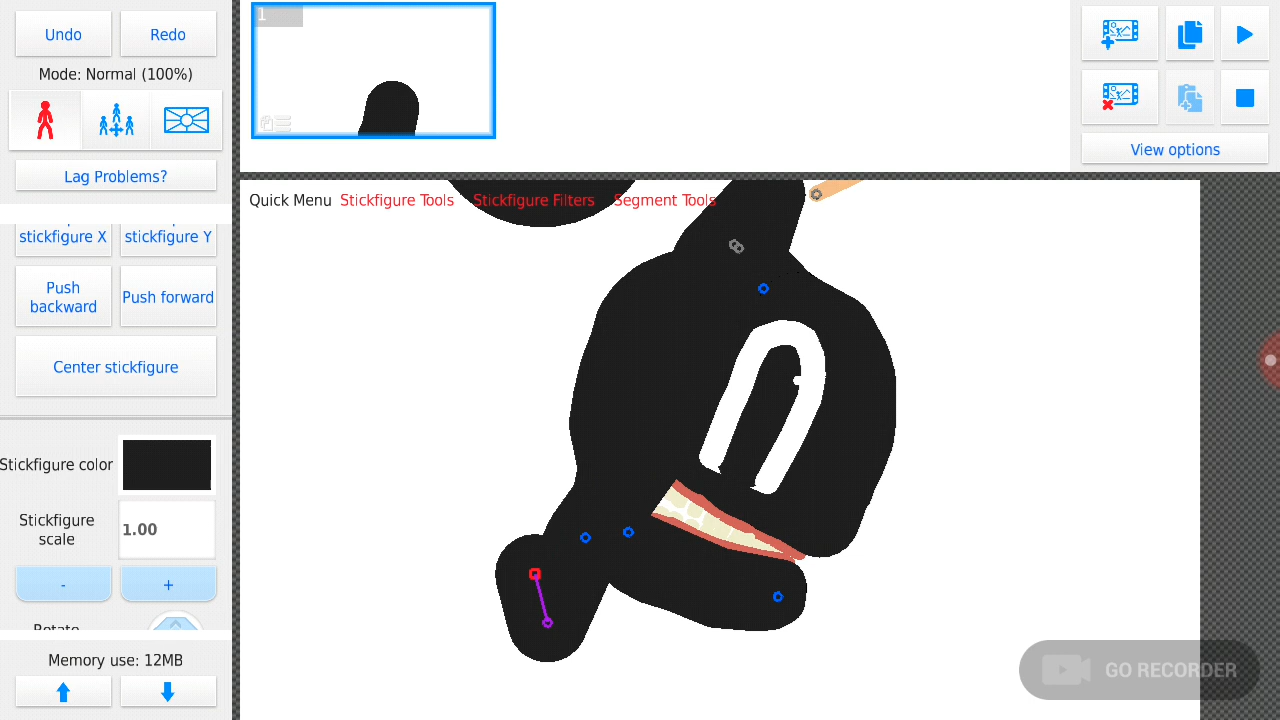 Undo
Redo
Mode: Normal (100%)
Lag Problems?
stickfigure X
stickfigure Y
Push backward
Push forward
Center stickfigure
Stickfigure color
Stickfigure scale
1.00
-
+
Rotate
Memory use: 12MB
1
View options
Quick Menu Stickfigure Tools Stickfigure Filters Segment Tools
GO RECORDER